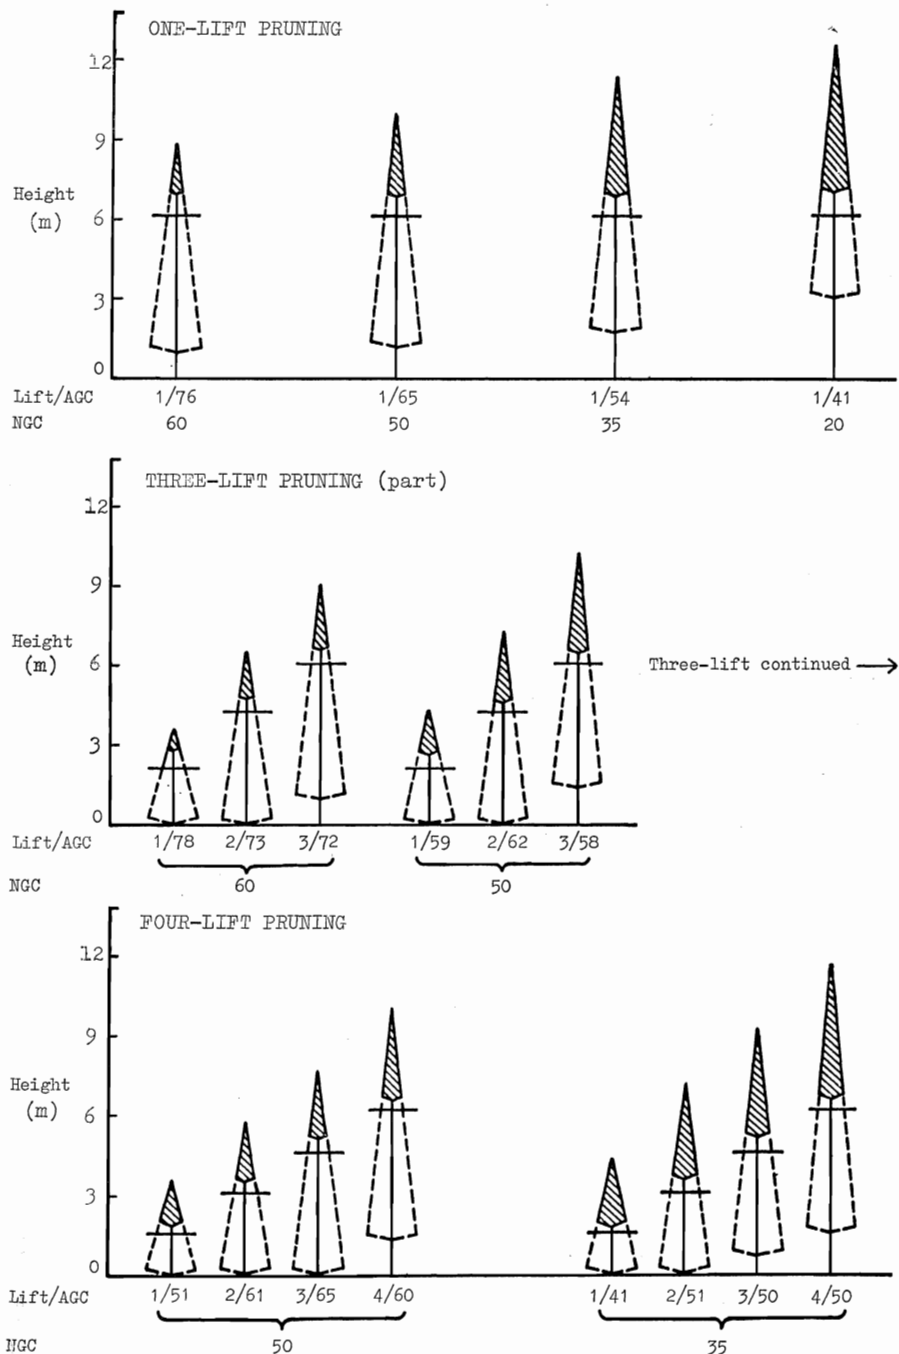 ONE-LIFT PRUNING
12
9
Height
(m)
6
3
0
Lift/AGC 1/76 1/65 1/54 1/41
NGC 60 50 35 20
THREE-LIFT PRUNING (part)
12
9
Height
(m)
6
Three-lift continued
3
0
Lift/AGC 1/78 2/73 3/72 1/59 2/62 3/58
NGC 60 50
FOUR-LIFT PRUNING
12
9
Height
(m)
6
3
0
Lift/AGC 1/51 2/61 3/65 4/60 1/41 2/51 3/50 4/50
NGC 50 35